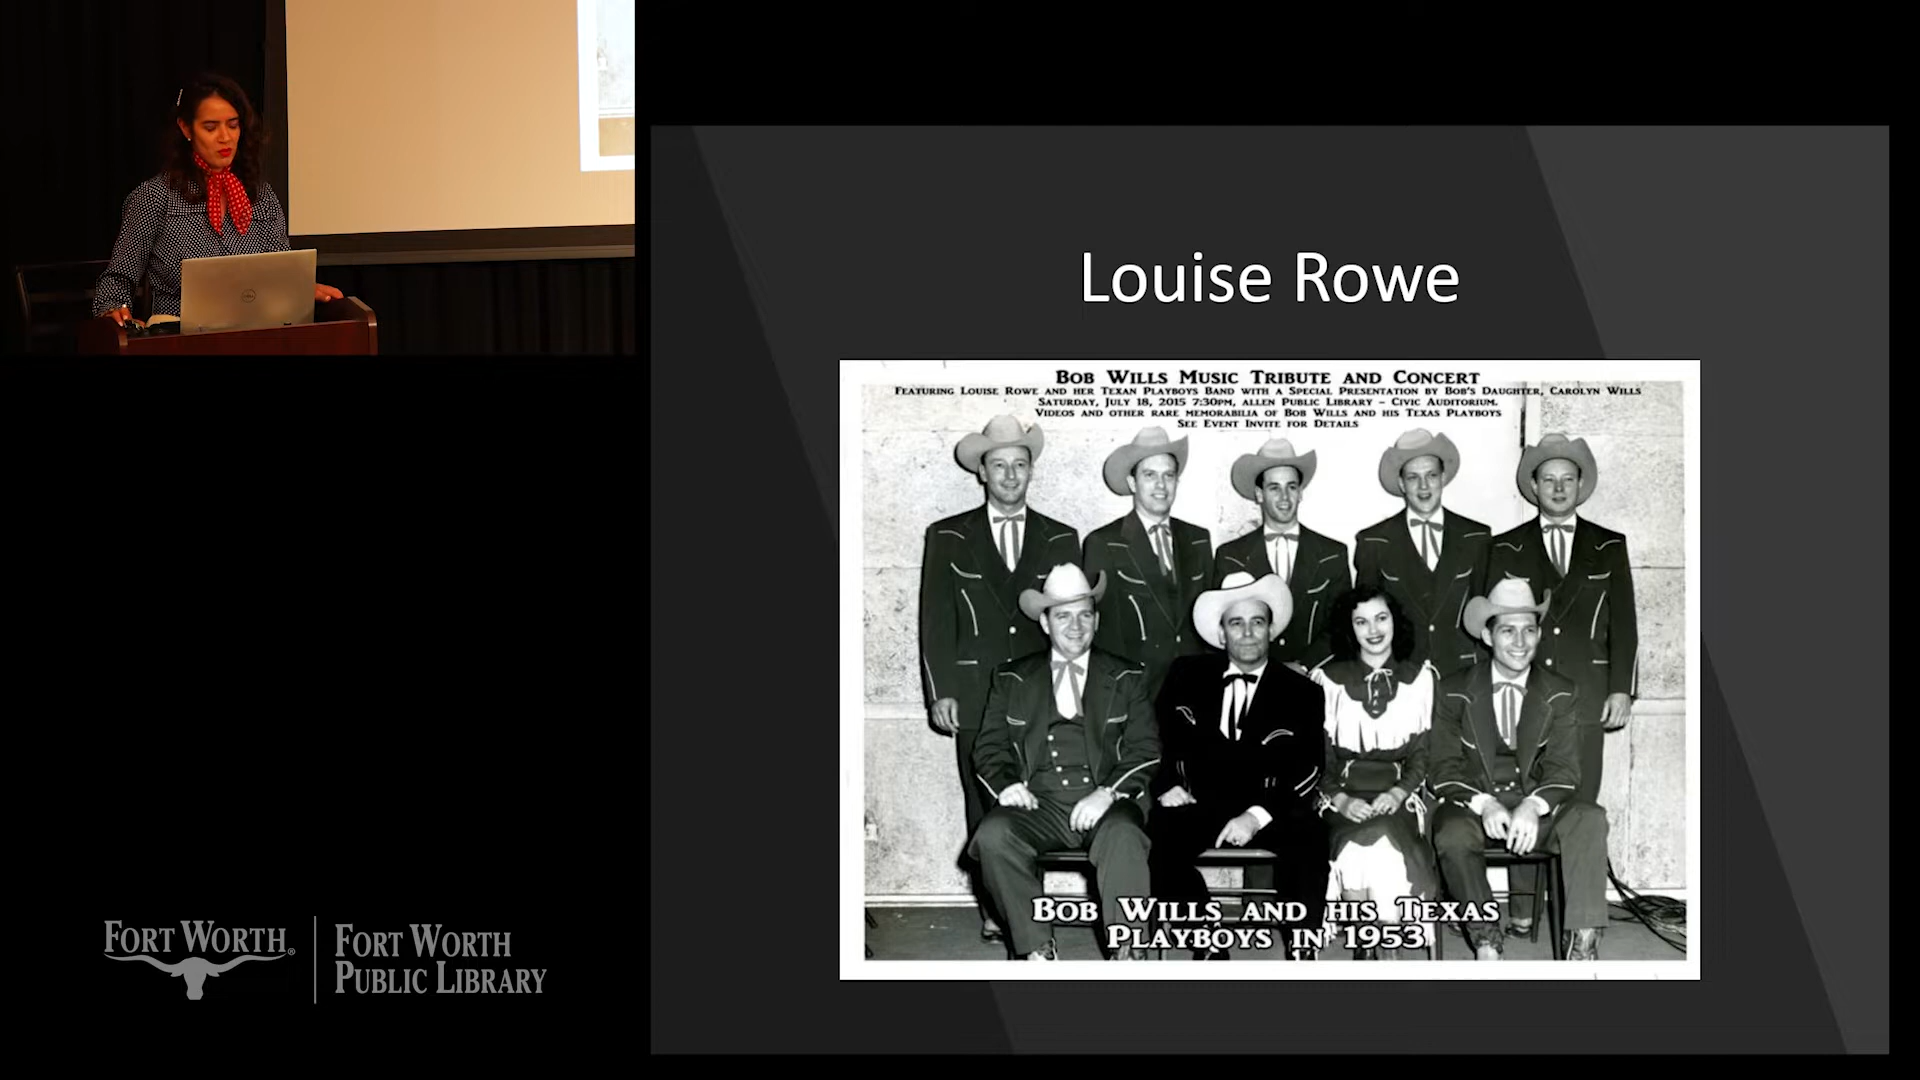 Louise Rowe
Bob Wills Music Tribute and Concert
Featuring Louise Rowe and her Texan Playboys Band with a Special Presentation by Bob's Daughter, Carolyn Wills
Saturday, July 18, 2015 7:30pm, Allen Public Library – Civic Auditorium.
Videos and other rare memorabilia of Bob Wills and his Texas Playboys
See Event Invite for Details
Bob Wills and his Texas
Playboys in 1953
Fort Worth®
Fort Worth
Public Library